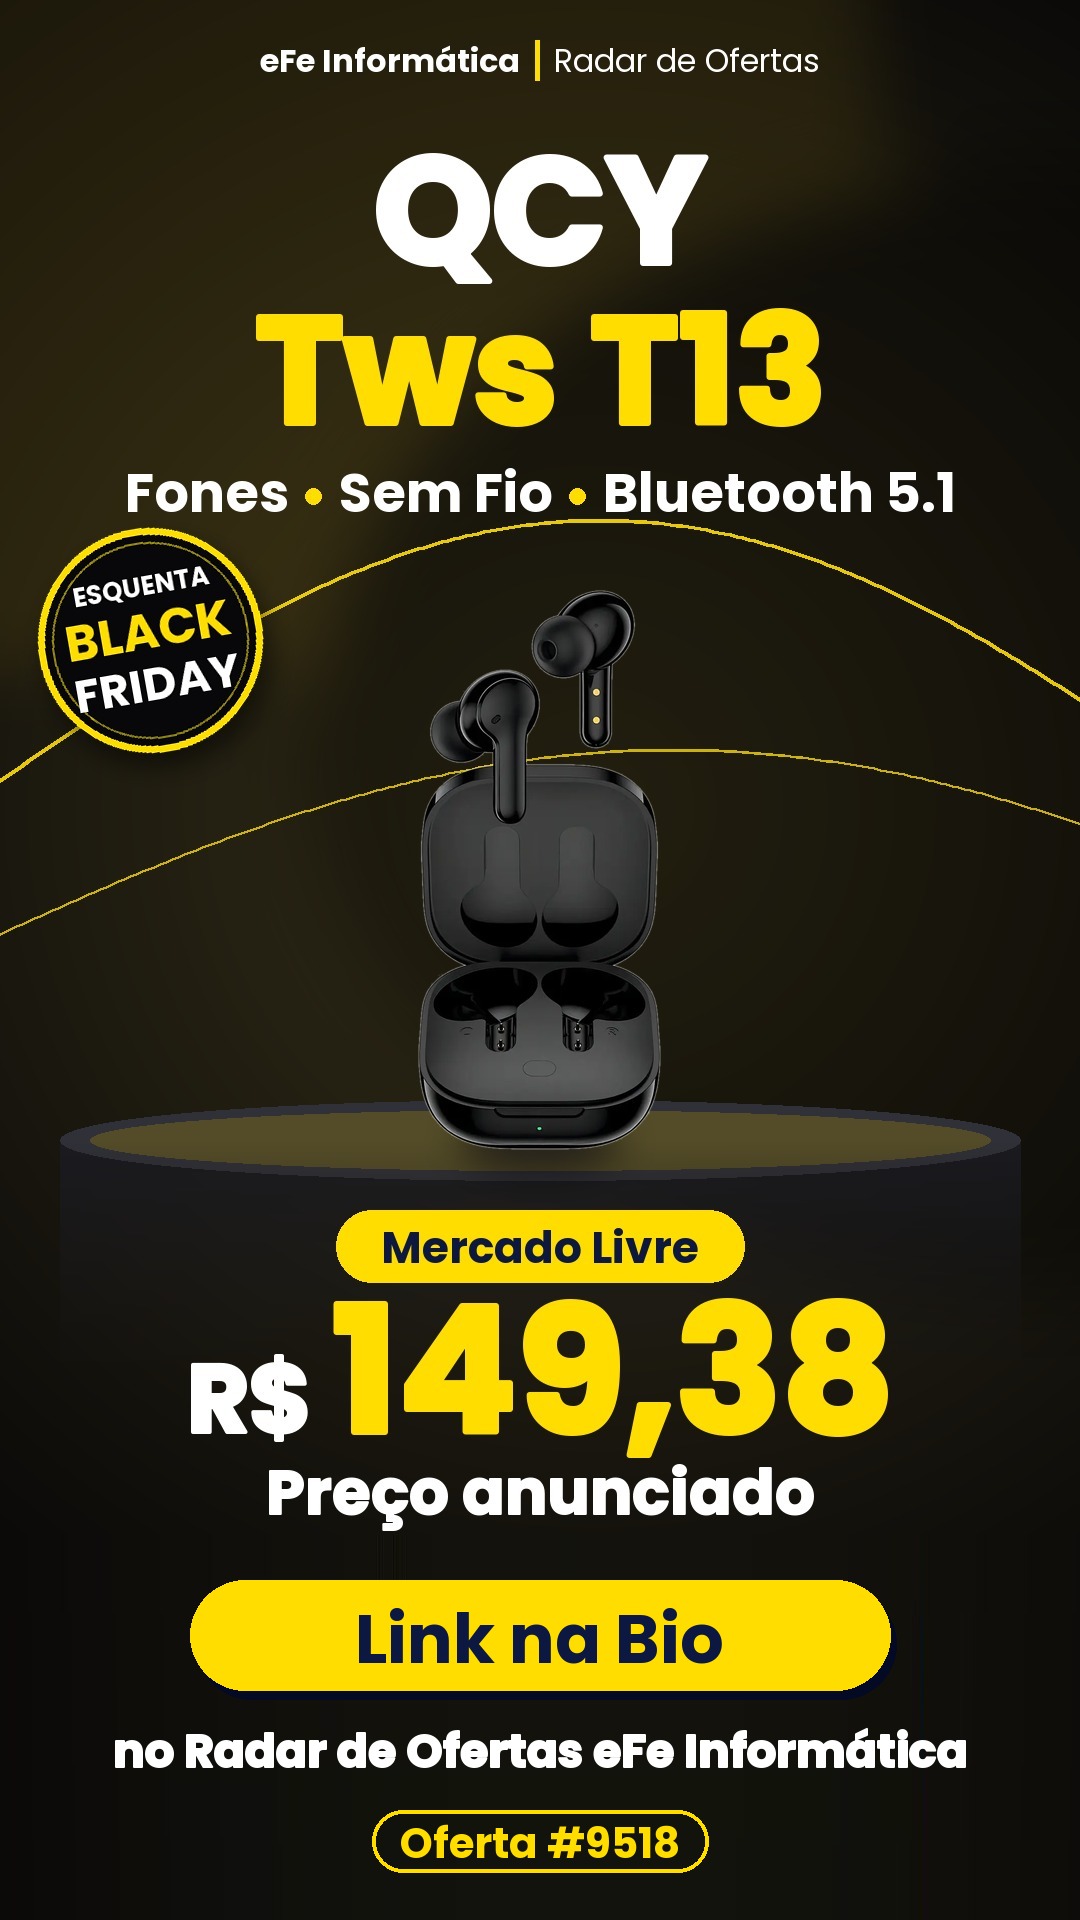 eFe Informática | Radar de Ofertas
QCY
Tws T13
Fones • Sem Fio • Bluetooth 5.1
ESQUENTA
BLACK
FRIDAY
Mercado Livre
R$ 149,38
Preço anunciado
Link na Bio
no Radar de Ofertas eFe Informática
Oferta #9518